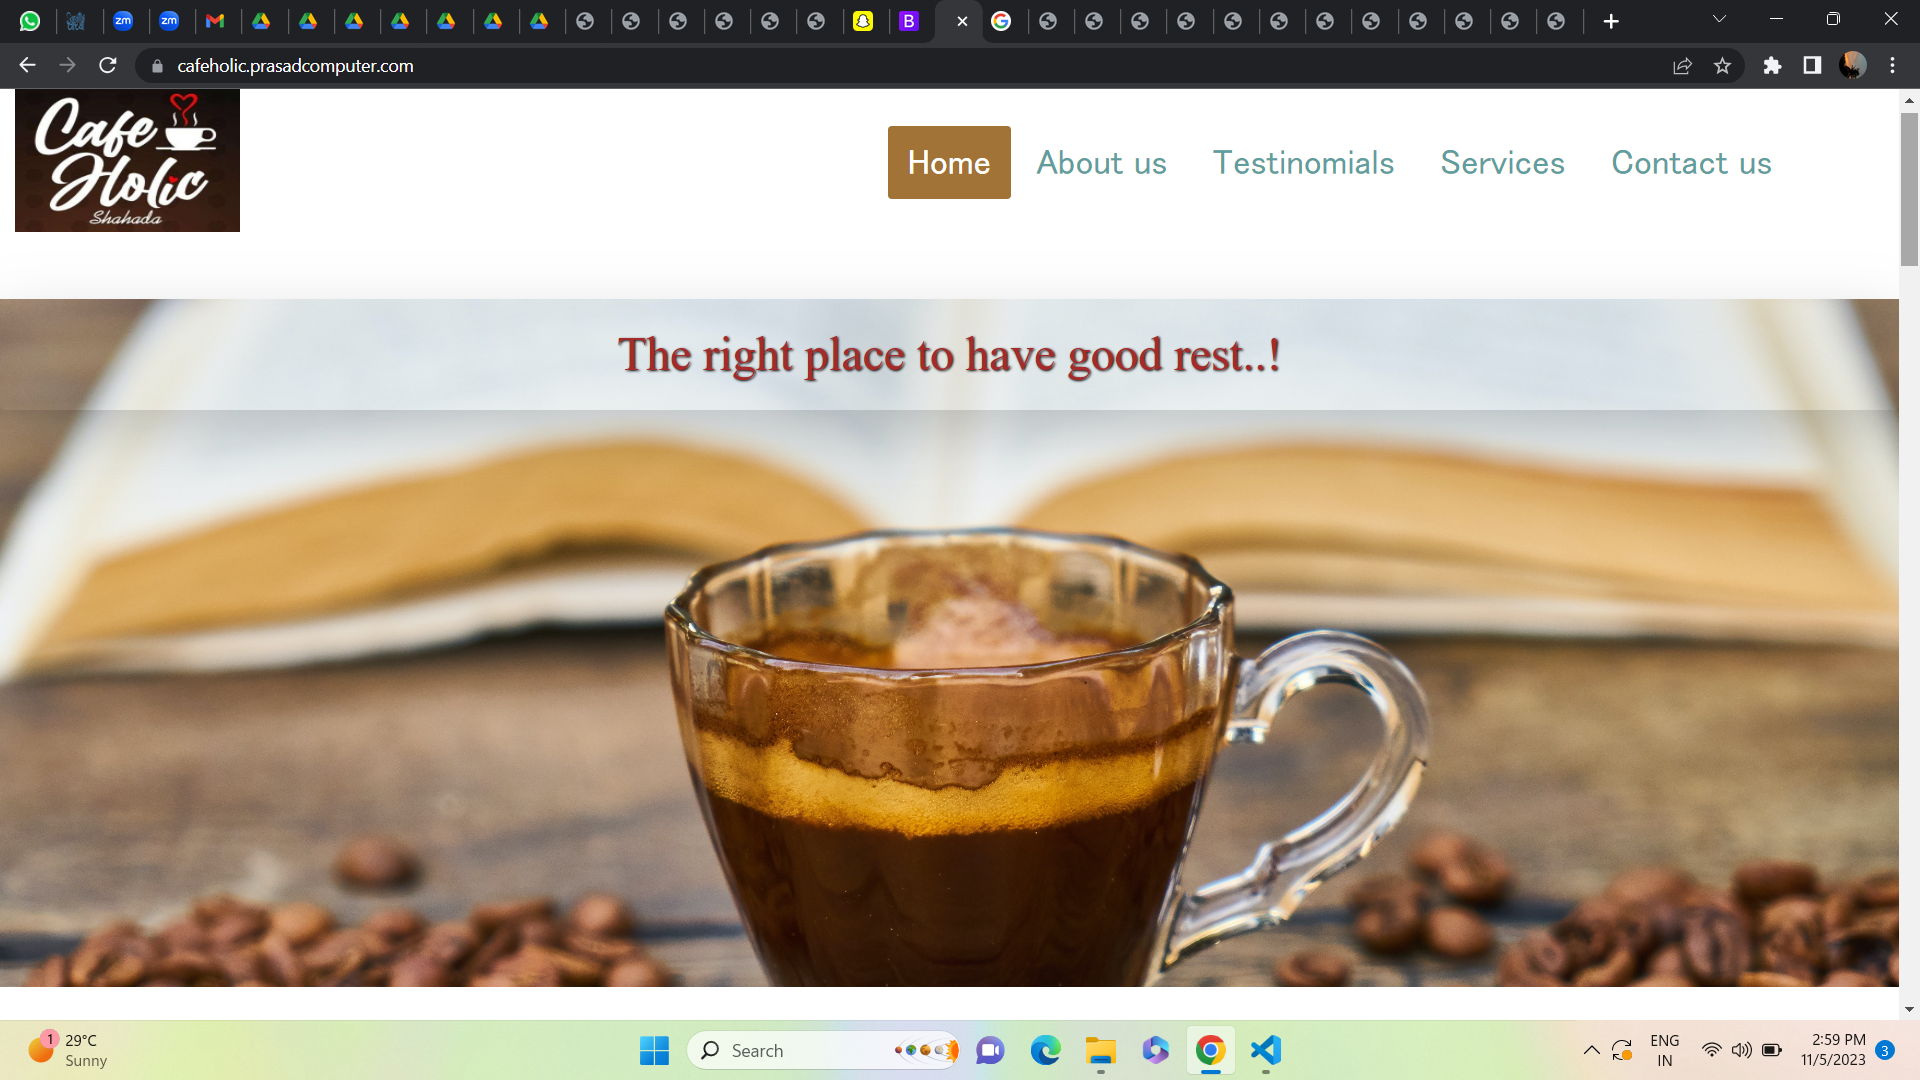 zm
zm
B
cafeholic.prasadcomputer.com
Cafe
Holic
Shahada
Home
About us
Testinomials
Services
Contact us
The right place to have good rest..!
1
29°C
Sunny
Search
ENG
IN
2:59 PM
11/5/2023
3